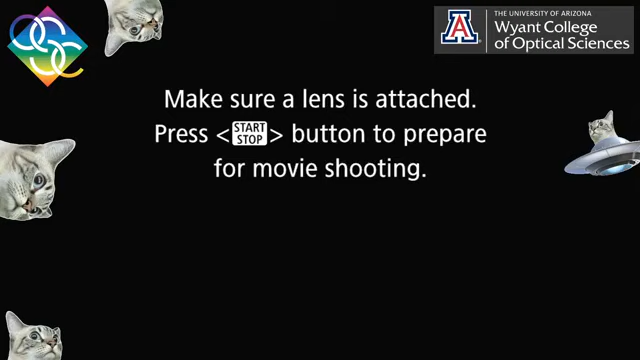 THE UNIVERSITY OF ARIZONA
Wyant College
of Optical Sciences
A
OSC
Make sure a lens is attached.
Press <START STOP> button to prepare
for movie shooting.